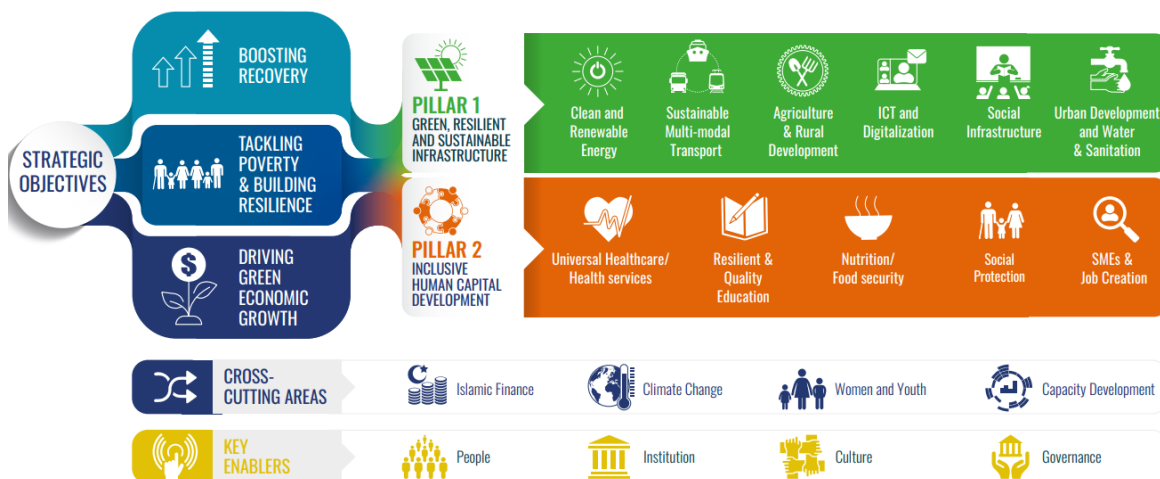 STRATEGIC
OBJECTIVES
BOOSTING
RECOVERY
TACKLING
POVERTY
& BUILDING
RESILIENCE
$
DRIVING
GREEN
ECONOMIC
GROWTH
PILLAR 1
GREEN, RESILIENT
AND SUSTAINABLE
INFRASTRUCTURE
Clean and
Renewable
Energy
Sustainable
Multi-modal
Transport
Agriculture
& Rural
Development
ICT and
Digitalization
Social
Infrastructure
Urban Development
and Water
& Sanitation
PILLAR 2
INCLUSIVE
HUMAN CAPITAL
DEVELOPMENT
Universal Healthcare/
Health services
Resilient &
Quality
Education
Nutrition/
Food security
Social
Protection
SMEs &
Job Creation
CROSS-
CUTTING AREAS
Islamic Finance
Climate Change
Women and Youth
Capacity Development
KEY
ENABLERS
People
Institution
Culture
Governance